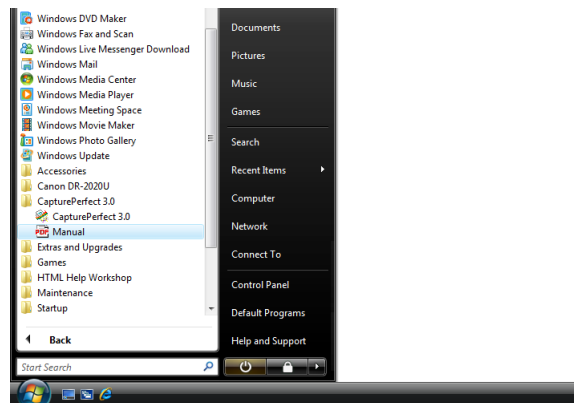 Windows DVD Maker
Windows Fax and Scan
Windows Live Messenger Download
Windows Mail
Windows Media Center
Windows Media Player
Windows Meeting Space
Windows Movie Maker
Windows Photo Gallery
Windows Update
Accessories
Canon DR-2020U
CapturePerfect 3.0
CapturePerfect 3.0
PDF Manual
Extras and Upgrades
Games
HTML Help Workshop
Maintenance
Startup
Back
Start Search
Documents
Pictures
Music
Games
Search
Recent Items
Computer
Network
Connect To
Control Panel
Default Programs
Help and Support